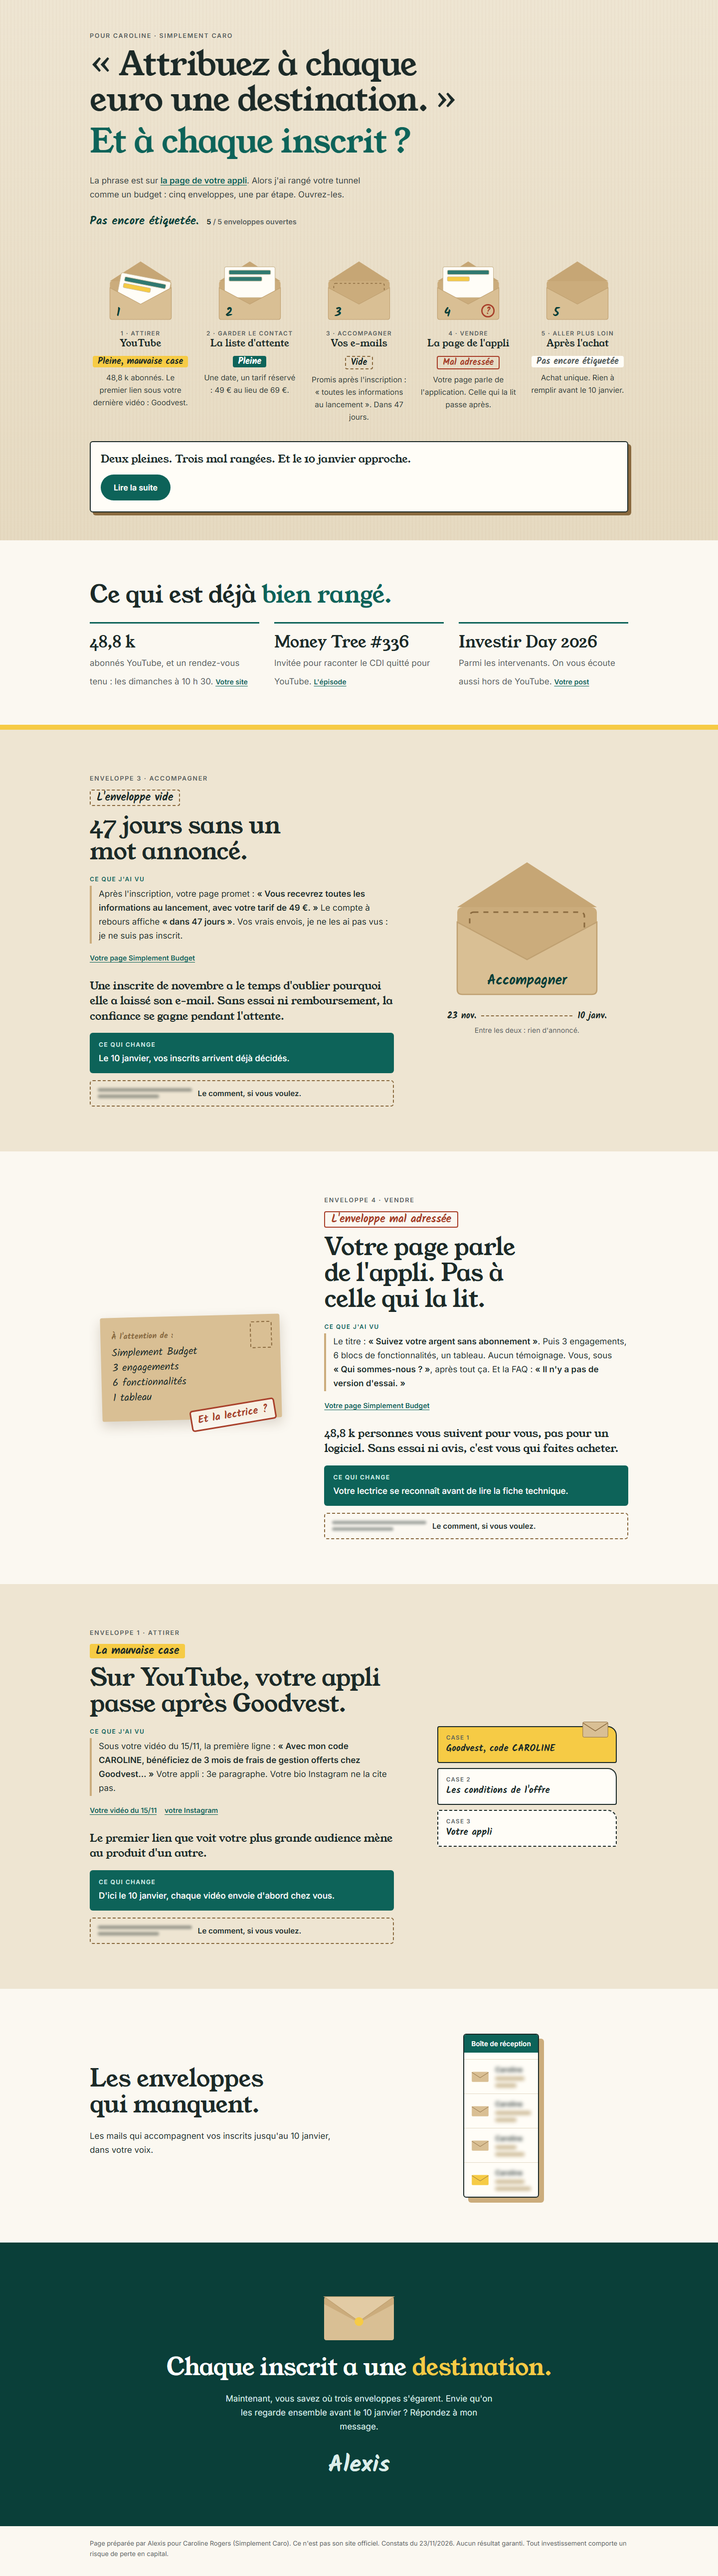 POUR CAROLINE · SIMPLEMENT CARO
« Attribuez à chaque
euro une destination. »
Et à chaque inscrit ?
La phrase est sur la page de votre appli. Alors j'ai rangé votre tunnel
comme un budget : cinq enveloppes, une par étape. Ouvrez-les.
Pas encore étiquetée. 5 / 5 enveloppes ouvertes
1
2
3
4 ?
5
1 · ATTIRER
YouTube
Pleine, mauvaise case
48,8 k abonnés. Le
premier lien sous votre
dernière vidéo : Goodvest.
2 · GARDER LE CONTACT
La liste d'attente
Pleine
Une date, un tarif réservé
: 49 € au lieu de 69 €.
3 · ACCOMPAGNER
Vos e-mails
Vide
Promis après l'inscription :
« toutes les informations
au lancement ». Dans 47
jours.
4 · VENDRE
La page de l'appli
Mal adressée
Votre page parle de
l'application. Celle qui la lit
passe après.
5 · ALLER PLUS LOIN
Après l'achat
Pas encore étiquetée
Achat unique. Rien à
remplir avant le 10 janvier.
Deux pleines. Trois mal rangées. Et le 10 janvier approche.
Lire la suite
Ce qui est déjà bien rangé.
48,8 k
abonnés YouTube, et un rendez-vous
tenu : les dimanches à 10 h 30. Votre site
Money Tree #336
Invitée pour raconter le CDI quitté pour
YouTube. L'épisode
Investir Day 2026
Parmi les intervenants. On vous écoute
aussi hors de YouTube. Votre post
ENVELOPPE 3 · ACCOMPAGNER
L'enveloppe vide
47 jours sans un
mot annoncé.
CE QUE J'AI VU
Après l'inscription, votre page promet : « Vous recevrez toutes les
informations au lancement, avec votre tarif de 49 €. » Le compte à
rebours affiche « dans 47 jours ». Vos vrais envois, je ne les ai pas vus :
je ne suis pas inscrit.
Votre page Simplement Budget
Une inscrite de novembre a le temps d'oublier pourquoi
elle a laissé son e-mail. Sans essai ni remboursement, la
confiance se gagne pendant l'attente.
CE QUI CHANGE
Le 10 janvier, vos inscrits arrivent déjà décidés.
Le comment, si vous voulez.
Accompagner
23 nov. 10 janv.
Entre les deux : rien d'annoncé.
ENVELOPPE 4 · VENDRE
L'enveloppe mal adressée
Votre page parle
de l'appli. Pas à
celle qui la lit.
CE QUE J'AI VU
Le titre : « Suivez votre argent sans abonnement ». Puis 3 engagements,
6 blocs de fonctionnalités, un tableau. Aucun témoignage. Vous, sous
« Qui sommes-nous ? », après tout ça. Et la FAQ : « Il n'y a pas de
version d'essai. »
Votre page Simplement Budget
48,8 k personnes vous suivent pour vous, pas pour un
logiciel. Sans essai ni avis, c'est vous qui faites acheter.
CE QUI CHANGE
Votre lectrice se reconnaît avant de lire la fiche technique.
Le comment, si vous voulez.
À l'attention de :
Simplement Budget
3 engagements
6 fonctionnalités
1 tableau
Et la lectrice ?
ENVELOPPE 1 · ATTIRER
La mauvaise case
Sur YouTube, votre appli
passe après Goodvest.
CE QUE J'AI VU
Sous votre vidéo du 15/11, la première ligne : « Avec mon code
CAROLINE, bénéficiez de 3 mois de frais de gestion offerts chez
Goodvest... » Votre appli : 3e paragraphe. Votre bio Instagram ne la cite
pas.
Votre vidéo du 15/11 votre Instagram
Le premier lien que voit votre plus grande audience mène
au produit d'un autre.
CE QUI CHANGE
D'ici le 10 janvier, chaque vidéo envoie d'abord chez vous.
Le comment, si vous voulez.
CASE 1
Goodvest, code CAROLINE
CASE 2
Les conditions de l'offre
CASE 3
Votre appli
Les enveloppes
qui manquent.
Les mails qui accompagnent vos inscrits jusqu'au 10 janvier,
dans votre voix.
Boîte de réception
Caroline
Caroline
Caroline
Caroline
Chaque inscrit a une destination.
Maintenant, vous savez où trois enveloppes s'égarent. Envie qu'on
les regarde ensemble avant le 10 janvier ? Répondez à mon
message.
Alexis
Page préparée par Alexis pour Caroline Rogers (Simplement Caro). Ce n'est pas son site officiel. Constats du 23/11/2026. Aucun résultat garanti. Tout investissement comporte un
risque de perte en capital.